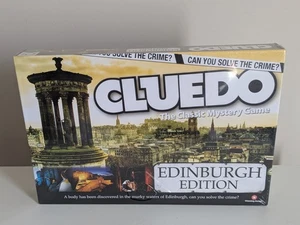 CAN YOU SOLVE THE CRIME?
YOU SOLVE THE CRIME?
CLUEDO
The Classic Mystery Game
EDINBURGH
EDITION
A body has been discovered in the murky waters of Edinburgh, can you solve the crime?